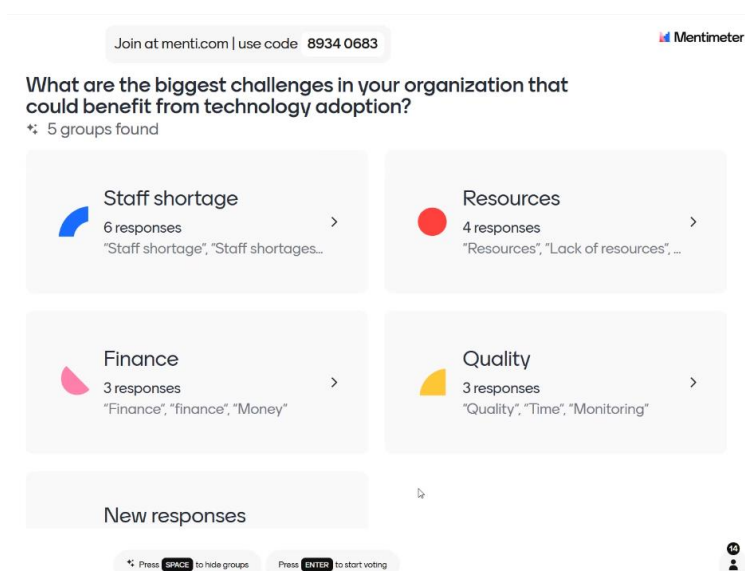 Join at menti.com | use code 8934 0683
Mentimeter
What are the biggest challenges in your organization that
could benefit from technology adoption?
5 groups found
Staff shortage
6 responses
"Staff shortage", "Staff shortages...
Resources
4 responses
"Resources", "Lack of resources", ...
Finance
3 responses
"Finance", "finance", "Money"
Quality
3 responses
"Quality", "Time", "Monitoring"
New responses
Press SPACE to hide groups
Press ENTER to start voting
14